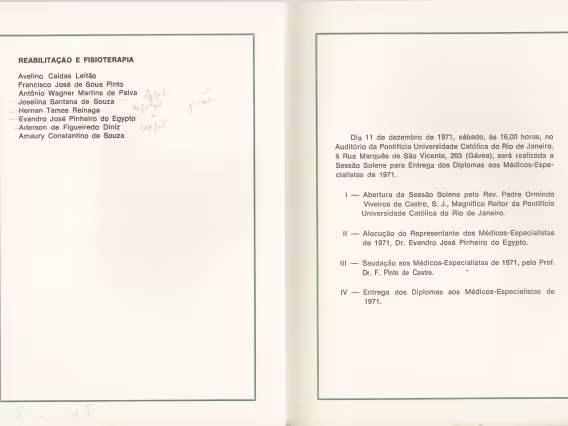 REABILITAÇÃO E FISIOTERAPIA
Avelino Caldas Leitão
Francisco José de Soua Pinto
Antônio Wagner Martins de Paiva
Joselina Santana de Souza
Hernan Tames Reinaga
Evandro José Pinheiro do Egypto
Aderson de Figueiredo Diniz
Amaury Constantino de Souza
8 -
Dia 11 de dezembro de 1971, sábado, às 16,00 horas, no
Auditório da Pontifícia Universidade Católica do Rio de Janeiro,
à Rua Marquês de São Vicente, 263 (Gávea), será realizada a
Sessão Solene para Entrega dos Diplomas aos Médicos-Espe-
cialistas de 1971.
I — Abertura da Sessão Solene pelo Rev. Padre Ormindo
Viveiros de Castro, S. J., Magnífico Reitor da Pontifícia
Universidade Católica do Rio de Janeiro.
II — Alocução do Representante dos Médicos-Especialistas
de 1971, Dr. Evandro José Pinheiro do Egypto.
III — Saudação aos Médicos-Especialistas de 1971, pelo Prof.
Dr. F. Pinto de Castro.
IV — Entrega dos Diplomas aos Médicos-Especialistas de
1971.